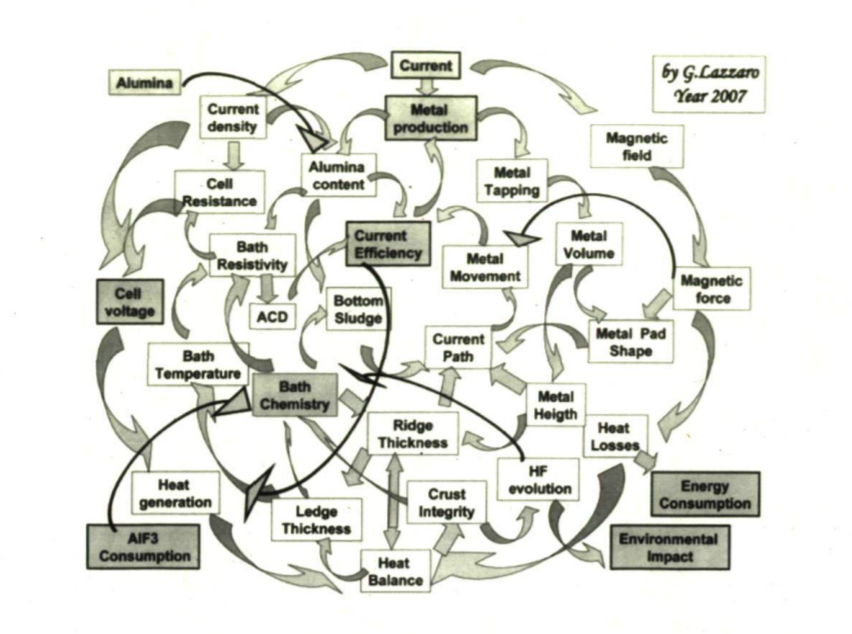 Current
by G.Lazzaro
Year 2007
Alumina
Current
density
Metal
production
Magnetic
field
Alumina
content
Metal
Tapping
Cell
Resistance
Current
Efficiency
Metal
Volume
Bath
Resistivity
Metal
Movement
Magnetic
force
Cell
voltage
Bottom
Sludge
ACD
Metal Pad
Shape
Current
Path
Bath
Temperature
Bath
Chemistry
Metal
Heigth
Ridge
Thickness
Heat
Losses
Heat
generation
HF
evolution
Energy
Consumption
Crust
Integrity
Ledge
Thickness
AlF3
Consumption
Environmental
Impact
Heat
Balance